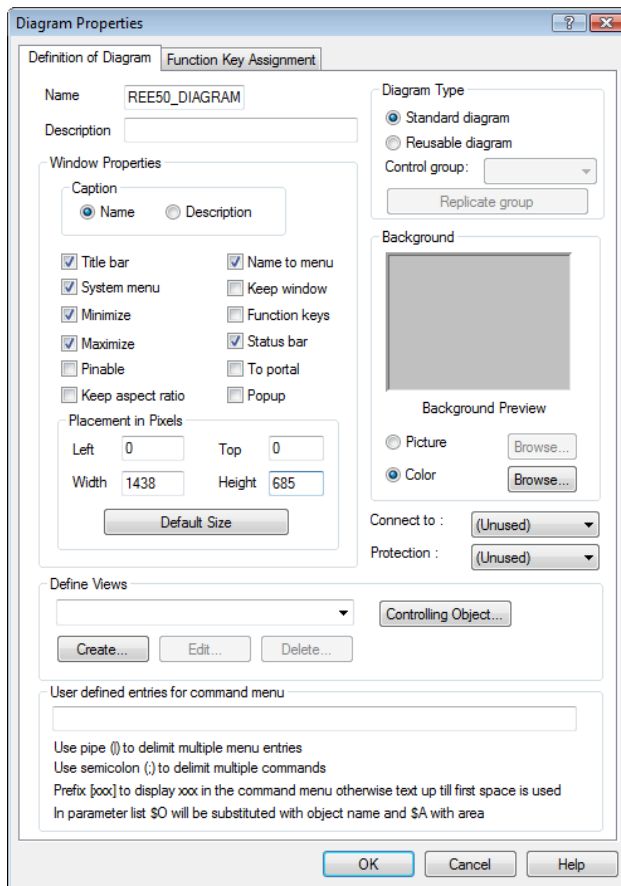 Diagram Properties
Definition of Diagram
Function Key Assignment
Name
REE50_DIAGRAM
Description
Window Properties
Caption
Name
Description
Title bar
Name to menu
System menu
Keep window
Minimize
Function keys
Maximize
Status bar
Pinable
To portal
Keep aspect ratio
Popup
Placement in Pixels
Left
0
Top
0
Width
1438
Height
685
Default Size
Diagram Type
Standard diagram
Reusable diagram
Control group:
Replicate group
Background
Background Preview
Picture
Browse...
Color
Browse...
Connect to :
(Unused)
Protection :
(Unused)
Define Views
Controlling Object...
Create...
Edit...
Delete...
User defined entries for command menu
Use pipe (|) to delimit multiple menu entries
Use semicolon (;) to delimit multiple commands
Prefix [xxx] to display xxx in the command menu otherwise text up till first space is used
In parameter list $O will be substituted with object name and $A with area
OK
Cancel
Help